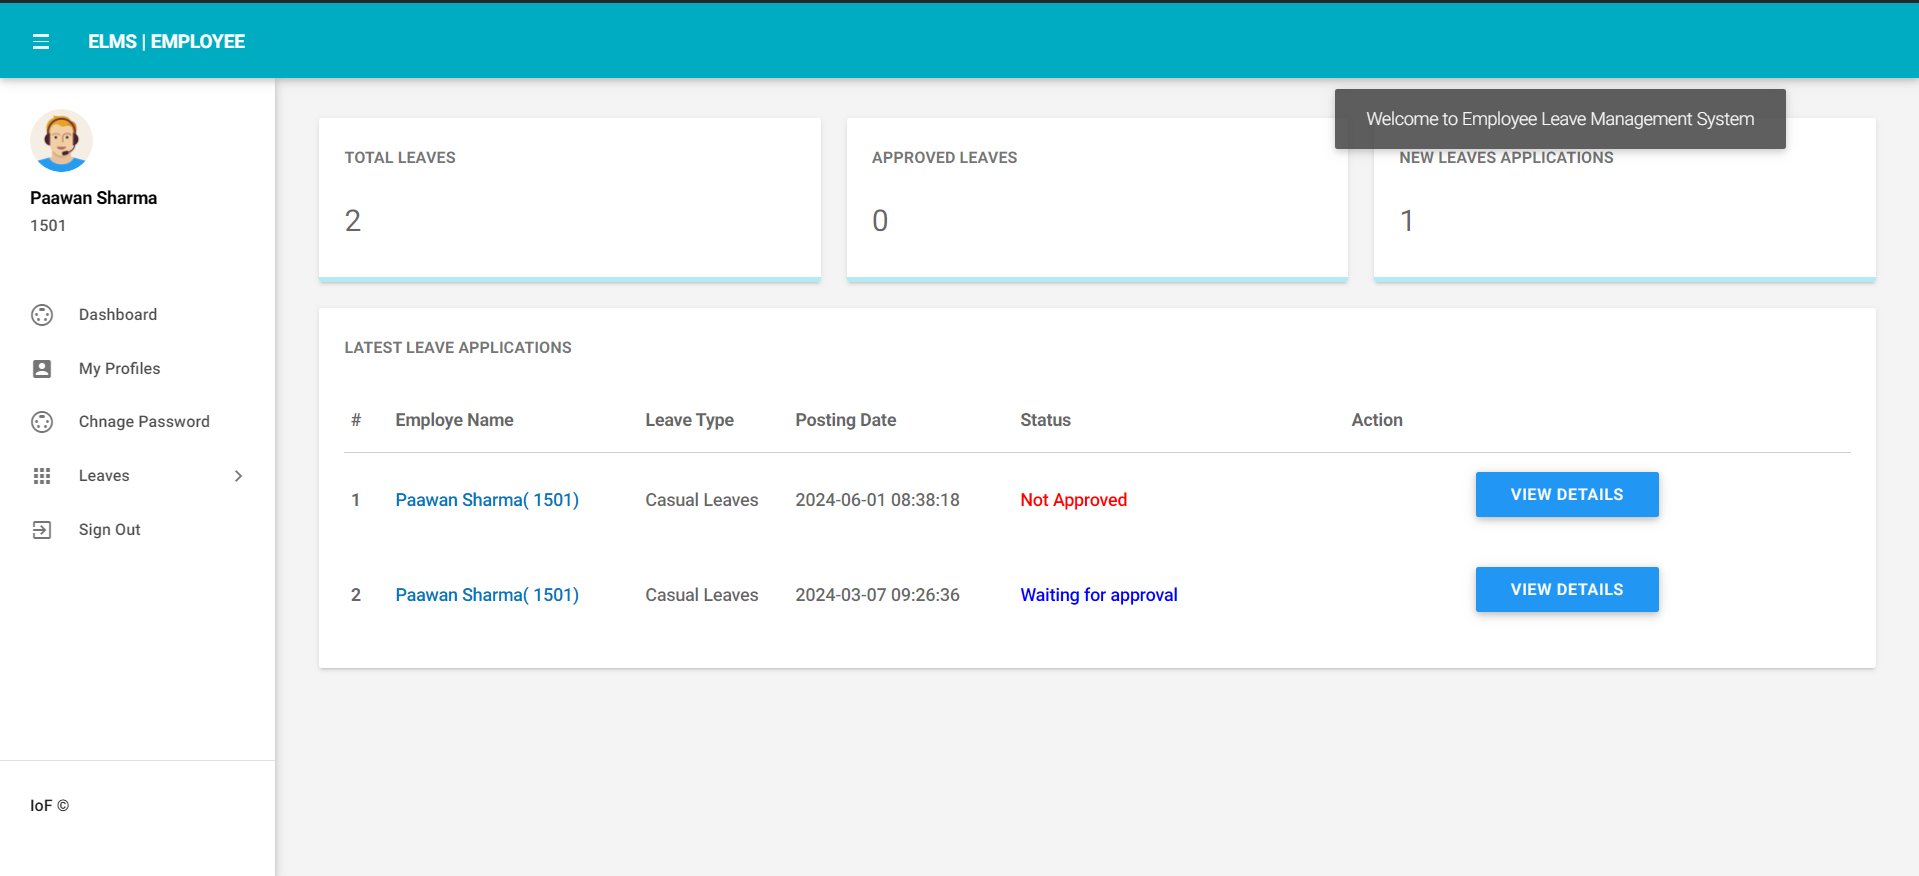 ELMS | EMPLOYEE
Welcome to Employee Leave Management System
Paawan Sharma
1501
Dashboard
My Profiles
Chnage Password
Leaves
Sign Out
IoF ©
TOTAL LEAVES
2
APPROVED LEAVES
0
NEW LEAVES APPLICATIONS
1
LATEST LEAVE APPLICATIONS
# Employe Name Leave Type Posting Date Status Action
1 Paawan Sharma( 1501) Casual Leaves 2024-06-01 08:38:18 Not Approved VIEW DETAILS
2 Paawan Sharma( 1501) Casual Leaves 2024-03-07 09:26:36 Waiting for approval VIEW DETAILS